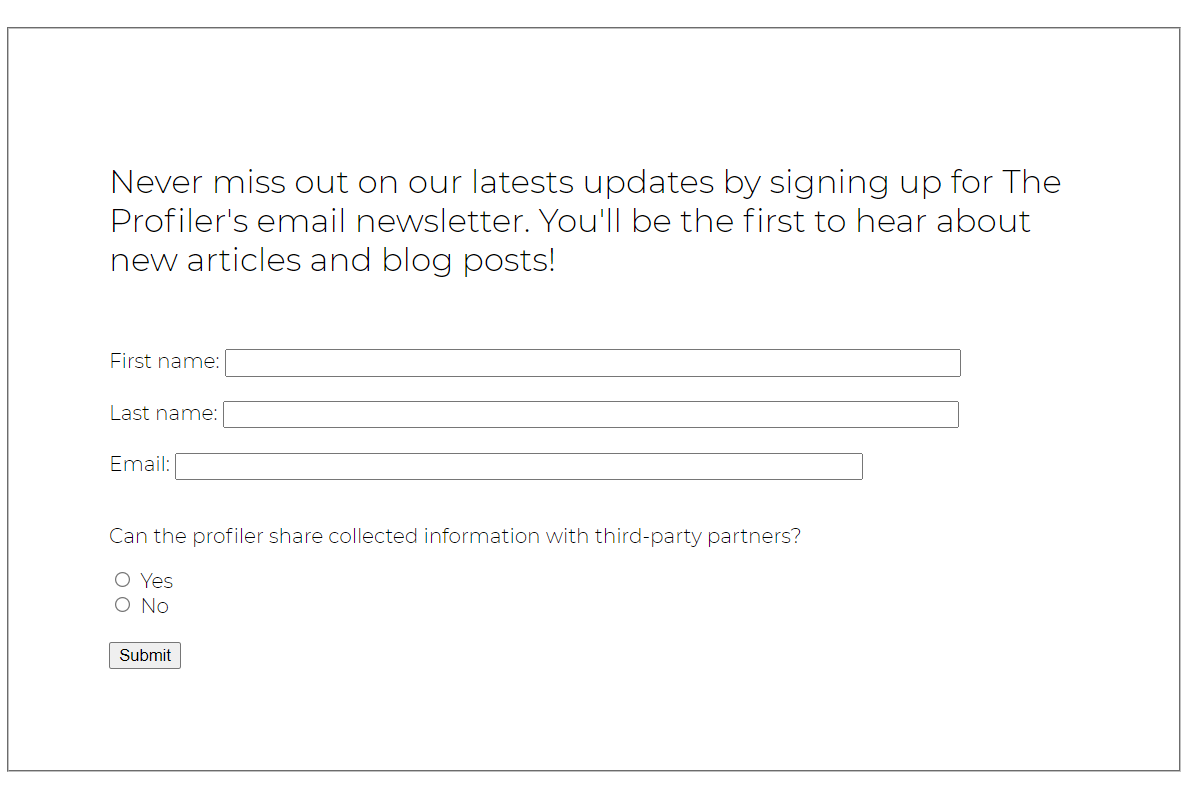 Never miss out on our latests updates by signing up for The
Profiler's email newsletter. You'll be the first to hear about
new articles and blog posts!
First name:
Last name:
Email:
Can the profiler share collected information with third-party partners?
Yes
No
Submit